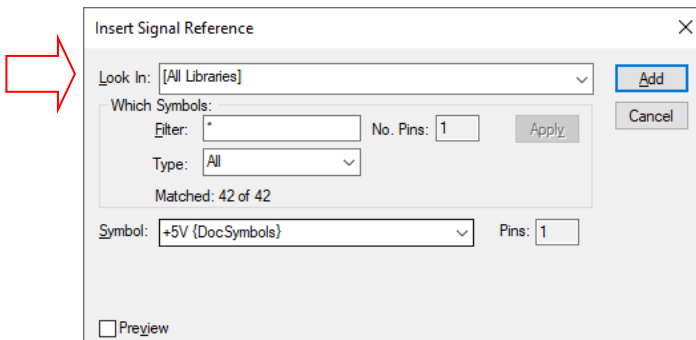 Insert Signal Reference
Look In: [All Libraries] Add
Which Symbols: Cancel
Filter: * No. Pins: 1 Apply
Type: All
Matched: 42 of 42
Symbol: +5V {DocSymbols} Pins: 1
Preview